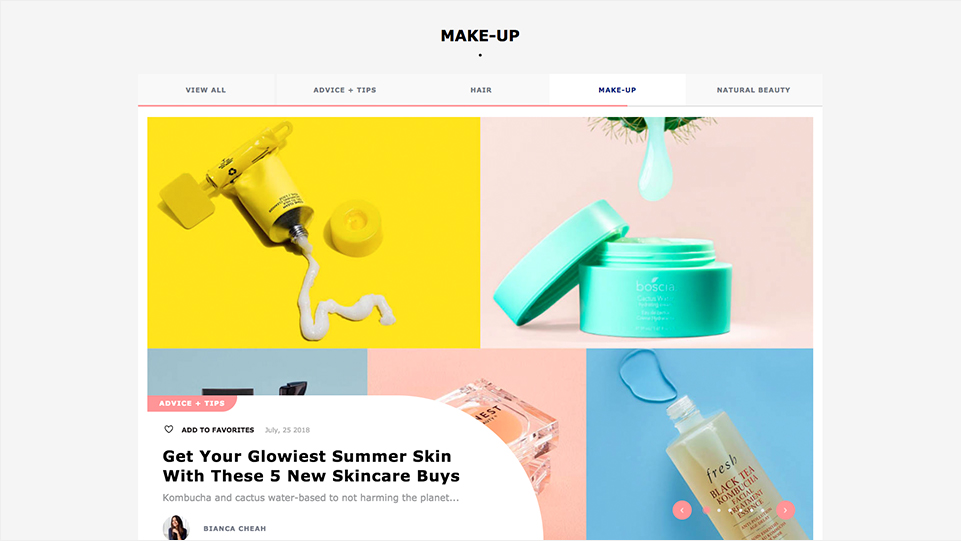 MAKE-UP
VIEW ALL
ADVICE + TIPS
HAIR
MAKE-UP
NATURAL BEAUTY
boscia
Cactus W
ADVICE + TIPS
ADD TO FAVORITES
July, 25 2018
Get Your Glowiest Summer Skin
With These 5 New Skincare Buys
Kombucha and cactus water-based to not harming the planet...
BIANCA CHEAH
fresh
BLACK TEA
KOMBUCHA
FACIAL
TREATMENT
ESSENCE